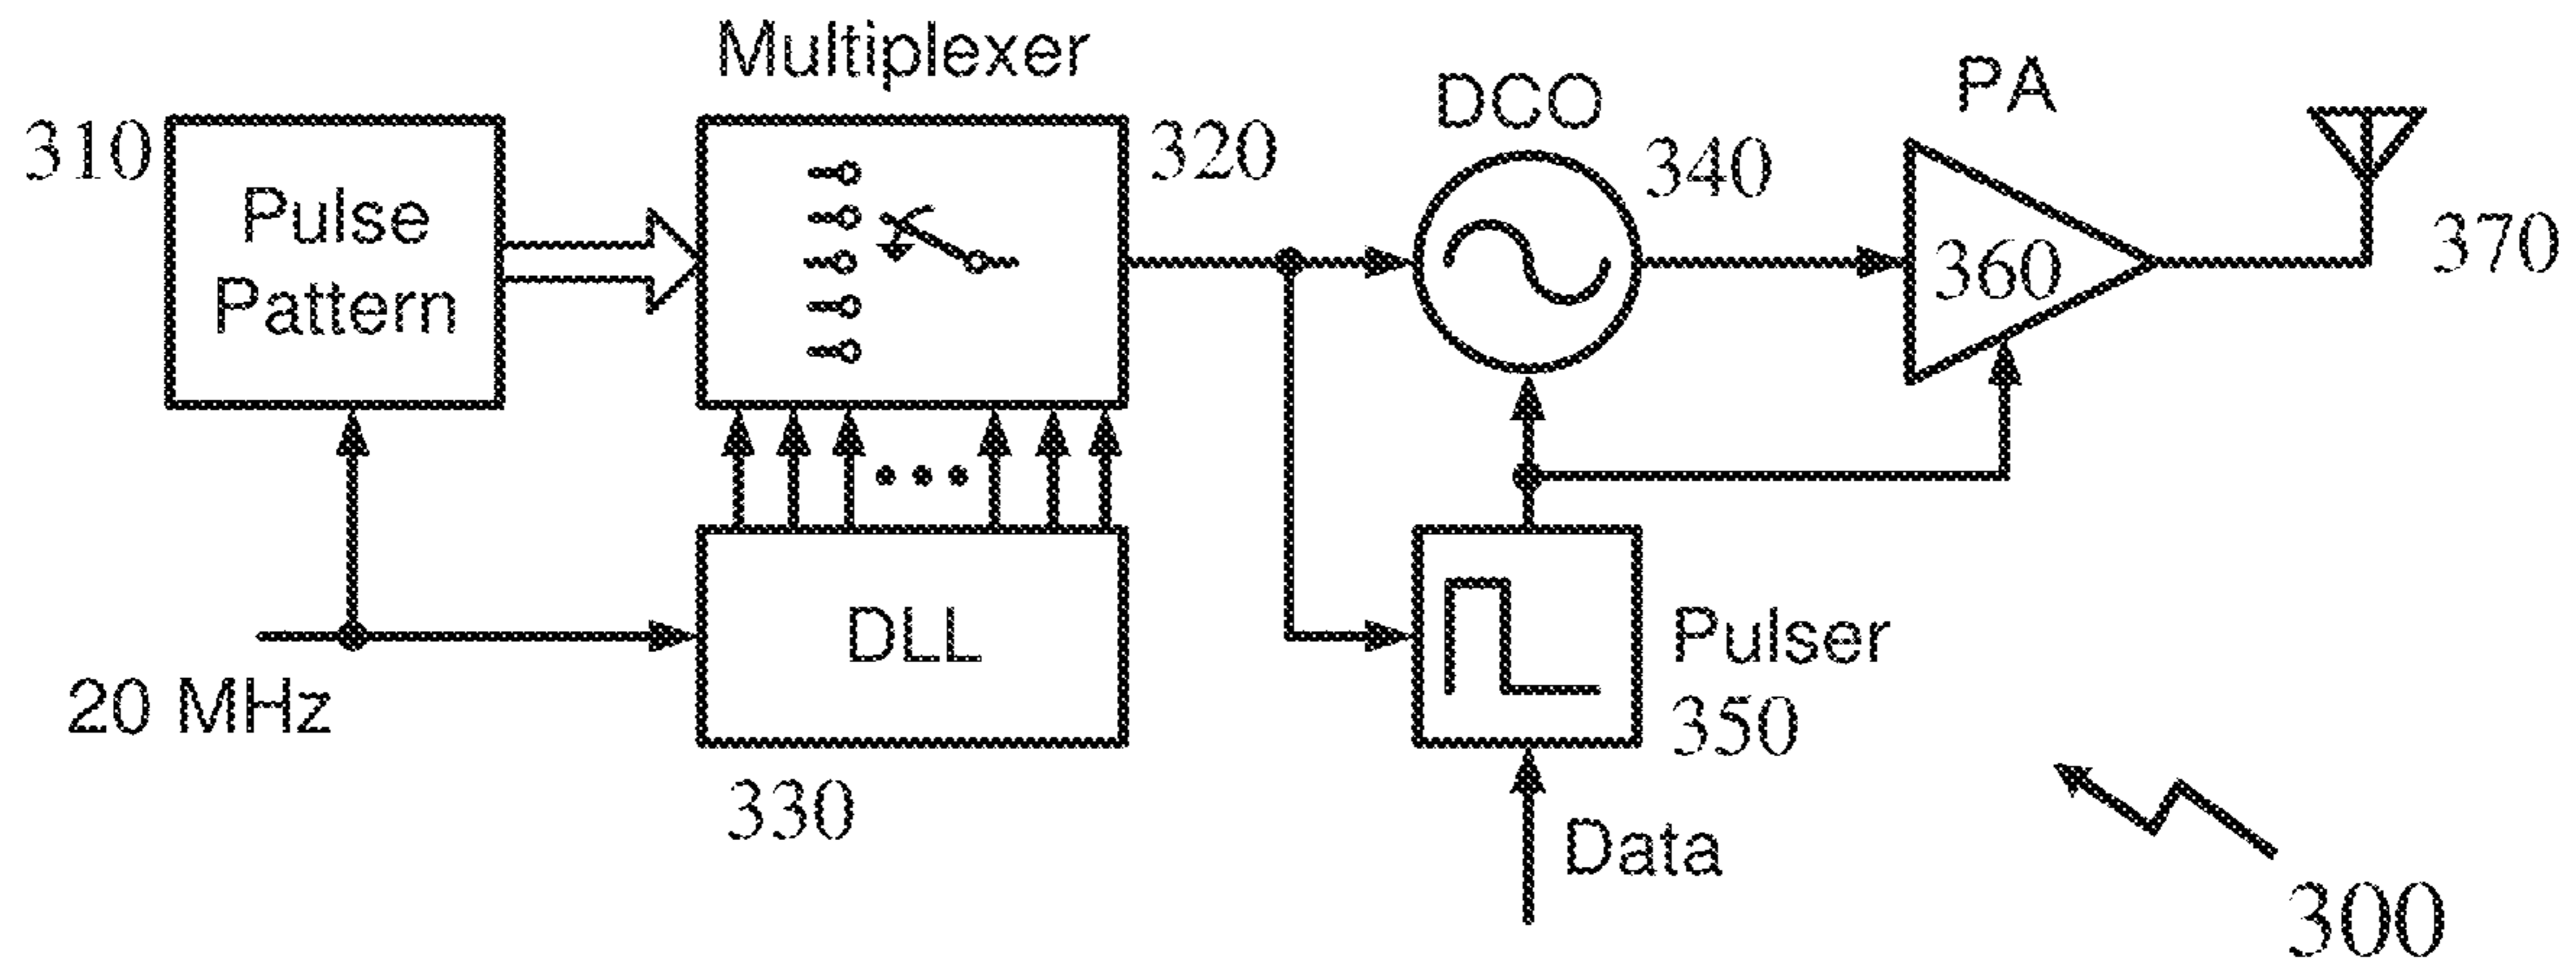 Multiplexer
DCO
PA
310
320
340
Pulse
Pattern
360
370
20 MHz
DLL
Pulser
350
330
Data
300